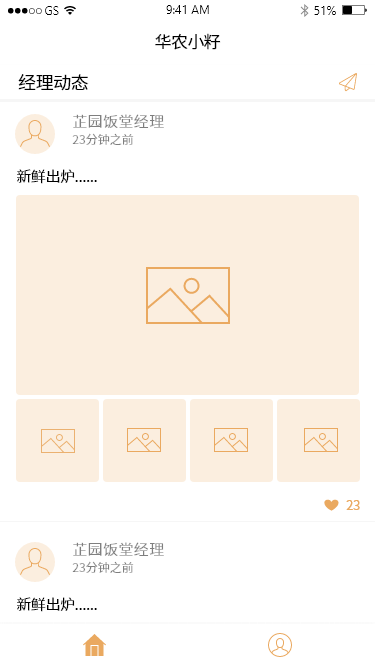 GS 9:41 AM 51%
华农小籽
经理动态
芷园饭堂经理
23分钟之前
新鲜出炉......
23
芷园饭堂经理
23分钟之前
新鲜出炉......